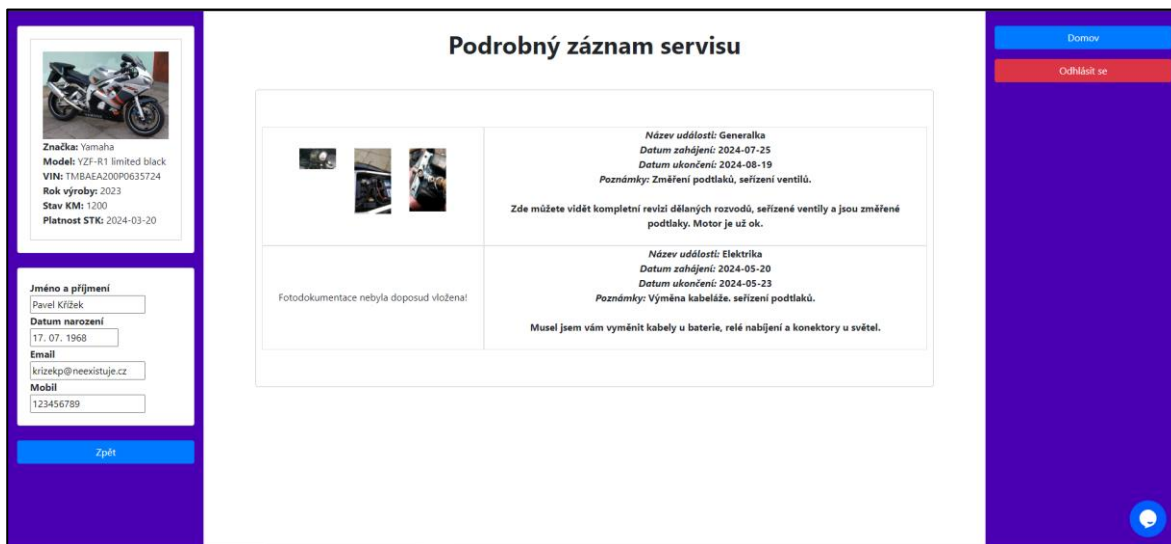 Podrobný záznam servisu
Značka: Yamaha
Model: YZF-R1 limited black
VIN: TMBAEA200P0635724
Rok výroby: 2023
Stav KM: 1200
Platnost STK: 2024-03-20
Jméno a příjmení
Pavel Křížek
Datum narození
17. 07. 1968
Email
krizekp@neexistuje.cz
Mobil
123456789
Zpět
Název události: Generalka
Datum zahájení: 2024-07-25
Datum ukončení: 2024-08-19
Poznámky: Změření podtlaků, seřízení ventilů.
Zde můžete vidět kompletní revizi dělaných rozvodů, seřízené ventily a jsou změřené
podtlaky. Motor je už ok.
Fotodokumentace nebyla doposud vložena!
Název události: Elektrika
Datum zahájení: 2024-05-20
Datum ukončení: 2024-05-23
Poznámky: Výměna kabeláže. seřízení podtlaků.
Musel jsem vám vyměnit kabely u baterie, relé nabíjení a konektory u světel.
Domov
Odhlásit se